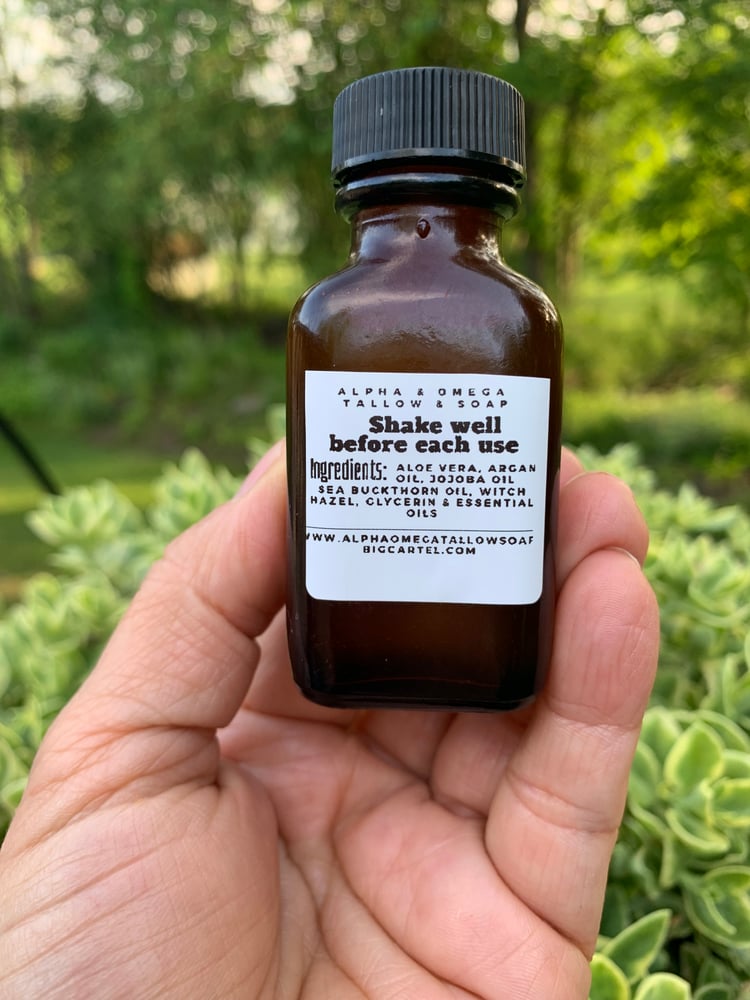 ALPHA & OMEGA
TALLOW & SOAP
Shake well
before each use
Ingredients: ALOE VERA, ARGAN
OIL, JOJOBA OIL
SEA BUCKTHORN OIL, WITCH
HAZEL, GLYCERIN & ESSENTIAL
OILS
WWW.ALPHAOMEGATALLOWSOAP
BIGCARTEL.COM